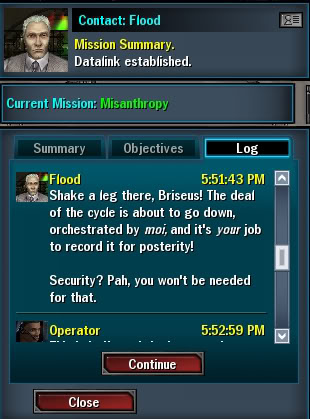 Contact: Flood
Mission Summary.
Datalink established.
Current Mission: Misanthropy
Summary
Objectives
Log
Flood 5:51:43 PM
Shake a leg there, Briseus! The deal
of the cycle is about to go down,
orchestrated by moi, and it's your job
to record it for posterity!
Security? Pah, you won't be needed
for that.
Operator 5:52:59 PM
Continue
Close